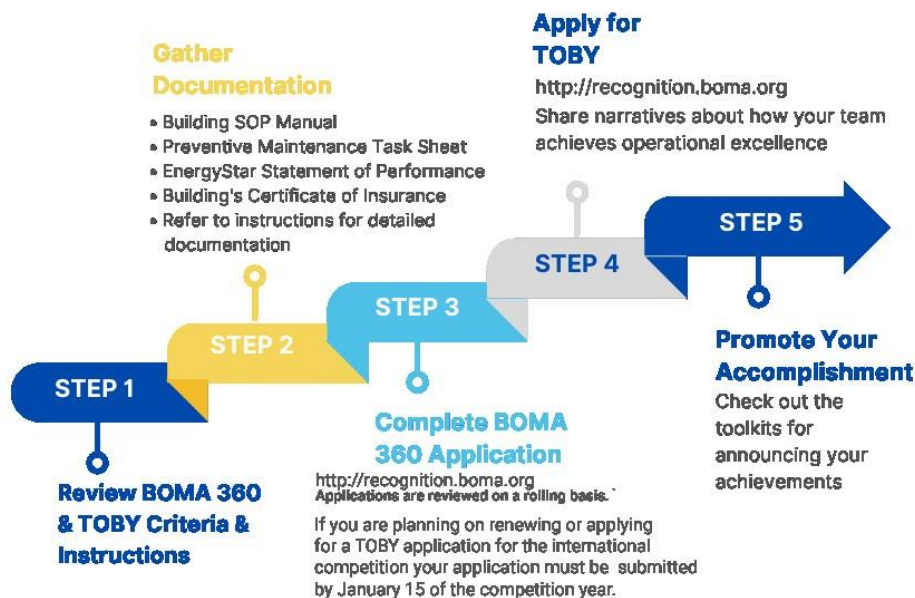 STEP 1
Review BOMA 360
& TOBY Criteria &
Instructions
STEP 2
Gather
Documentation
• Building SOP Manual
• Preventive Maintenance Task Sheet
• EnergyStar Statement of Performance
• Building's Certificate of Insurance
• Refer to instructions for detailed
documentation
STEP 3
Complete BOMA
360 Application
http://recognition.boma.org
Applications are reviewed on a rolling basis.
If you are planning on renewing or applying
for a TOBY application for the international
competition your application must be submitted
by January 15 of the competition year.
STEP 4
Apply for
TOBY
http://recognition.boma.org
Share narratives about how your team
achieves operational excellence
STEP 5
Promote Your
Accomplishment
Check out the
toolkits for
announcing your
achievements